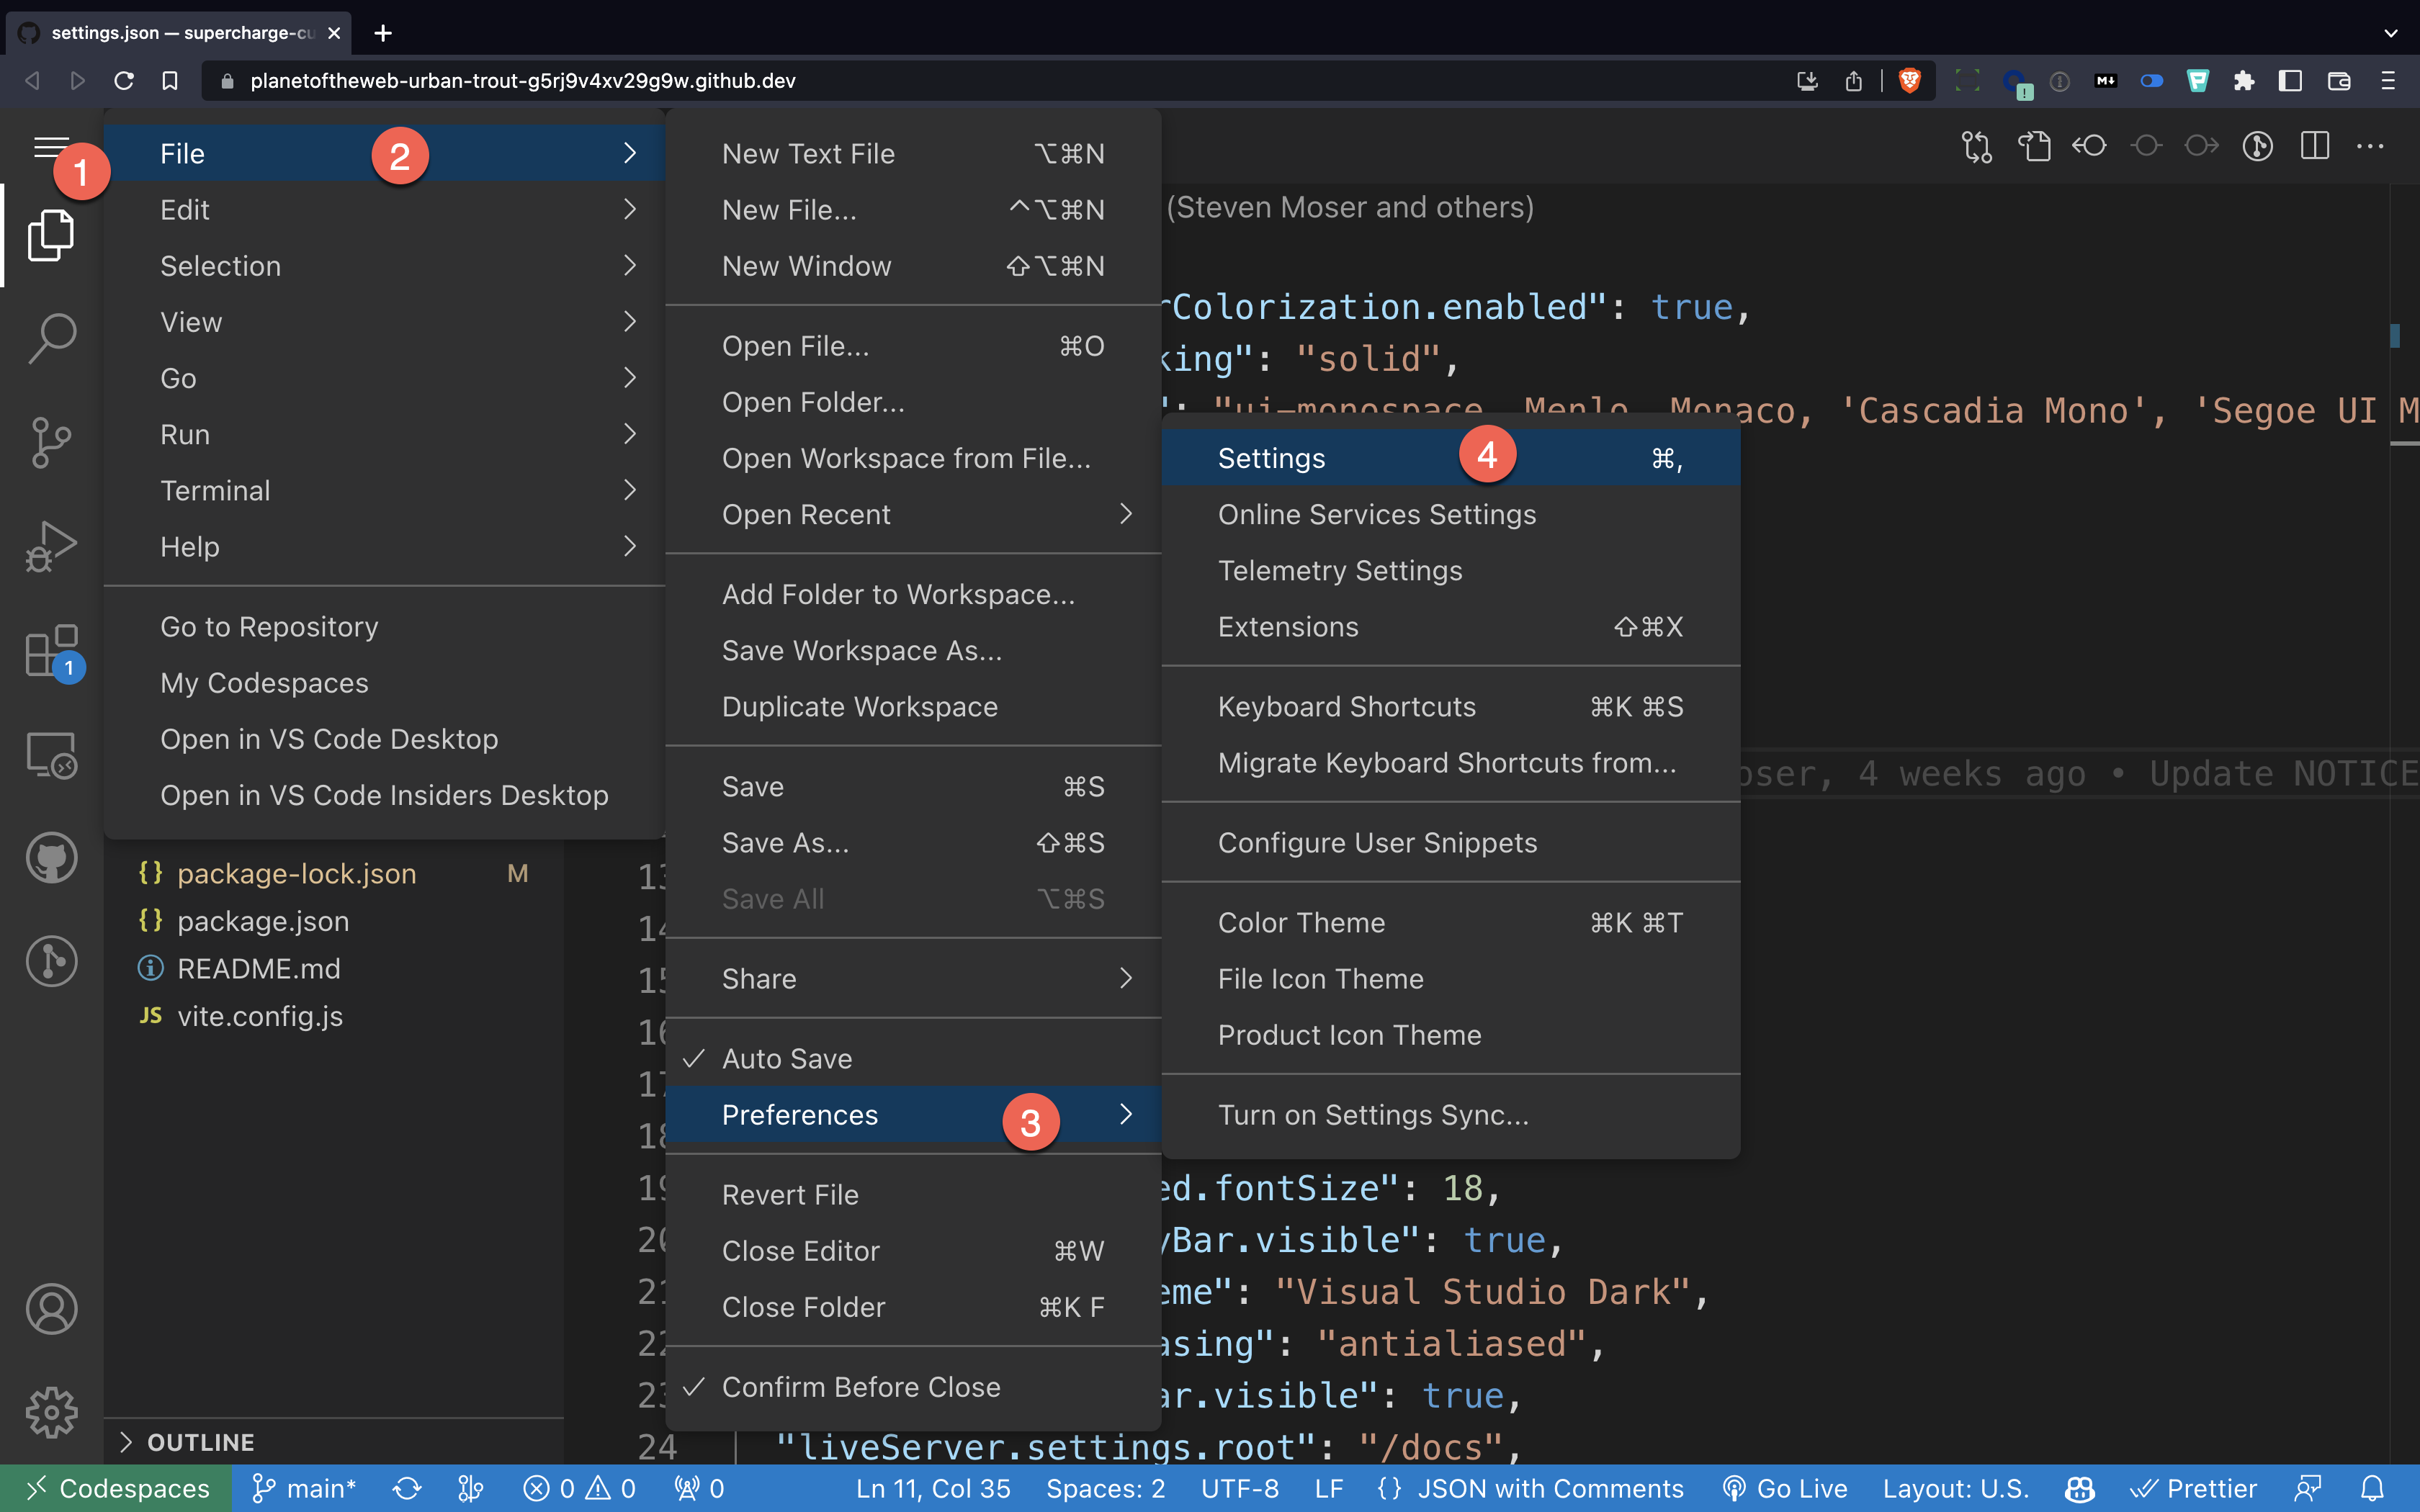 settings.json — supercharge-cu
planetoftheweb-urban-trout-g5rj9v4xv29g9w.github.dev
M↓
1
File
2
Edit
Selection
View
Go
Run
Terminal
Help
Go to Repository
My Codespaces
Open in VS Code Desktop
Open in VS Code Insiders Desktop
1
New Text File ⌥⌘N
New File... ^⌥⌘N
New Window ⇧⌥⌘N
Open File... ⌘O
Open Folder...
Open Workspace from File...
Open Recent
Add Folder to Workspace...
Save Workspace As...
Duplicate Workspace
Save ⌘S
Save As... ⇧⌘S
Save All ⌥⌘S
Share
✓ Auto Save
Preferences
3
Revert File
Close Editor ⌘W
Close Folder ⌘K F
✓ Confirm Before Close
Settings ⌘,
4
Online Services Settings
Telemetry Settings
Extensions ⇧⌘X
Keyboard Shortcuts ⌘K ⌘S
Migrate Keyboard Shortcuts from...
Configure User Snippets
Color Theme ⌘K ⌘T
File Icon Theme
Product Icon Theme
Turn on Settings Sync...
(Steven Moser and others)
rColorization.enabled": true,
king": "solid",
": "ui-monospace, Menlo, Monaco, 'Cascadia Mono', 'Segoe UI M
oser, 4 weeks ago • Update NOTICE
{} package-lock.json M
{} package.json
README.md
JS vite.config.js
OUTLINE
13
14
15
16
17
18
19 ed.fontSize": 18,
20 yBar.visible": true,
21 eme": "Visual Studio Dark",
22 asing": "antialiased",
23 ar.visible": true,
24 "liveServer.settings.root": "/docs",
Codespaces main* 0 0 0 Ln 11, Col 35 Spaces: 2 UTF-8 LF {} JSON with Comments Go Live Layout: U.S. Prettier